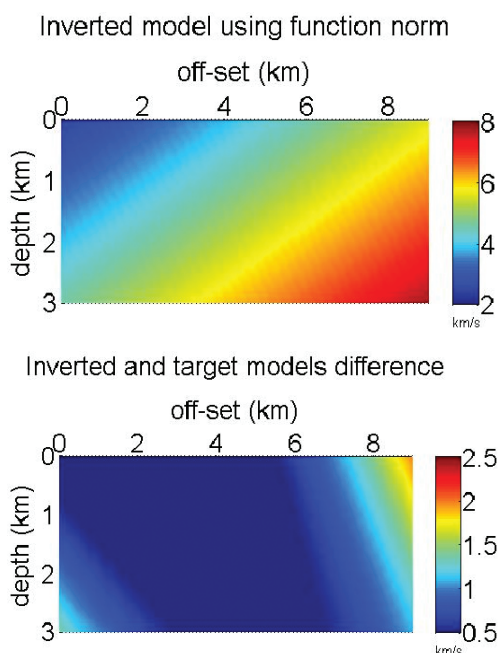 Inverted model using function norm
off-set (km)
0 2 4 6 8
depth (km)
0
1
2
3
8
6
4
2
km/s
Inverted and target models difference
off-set (km)
0 2 4 6 8
depth (km)
0
1
2
3
2.5
2
1.5
1
0.5
km/s